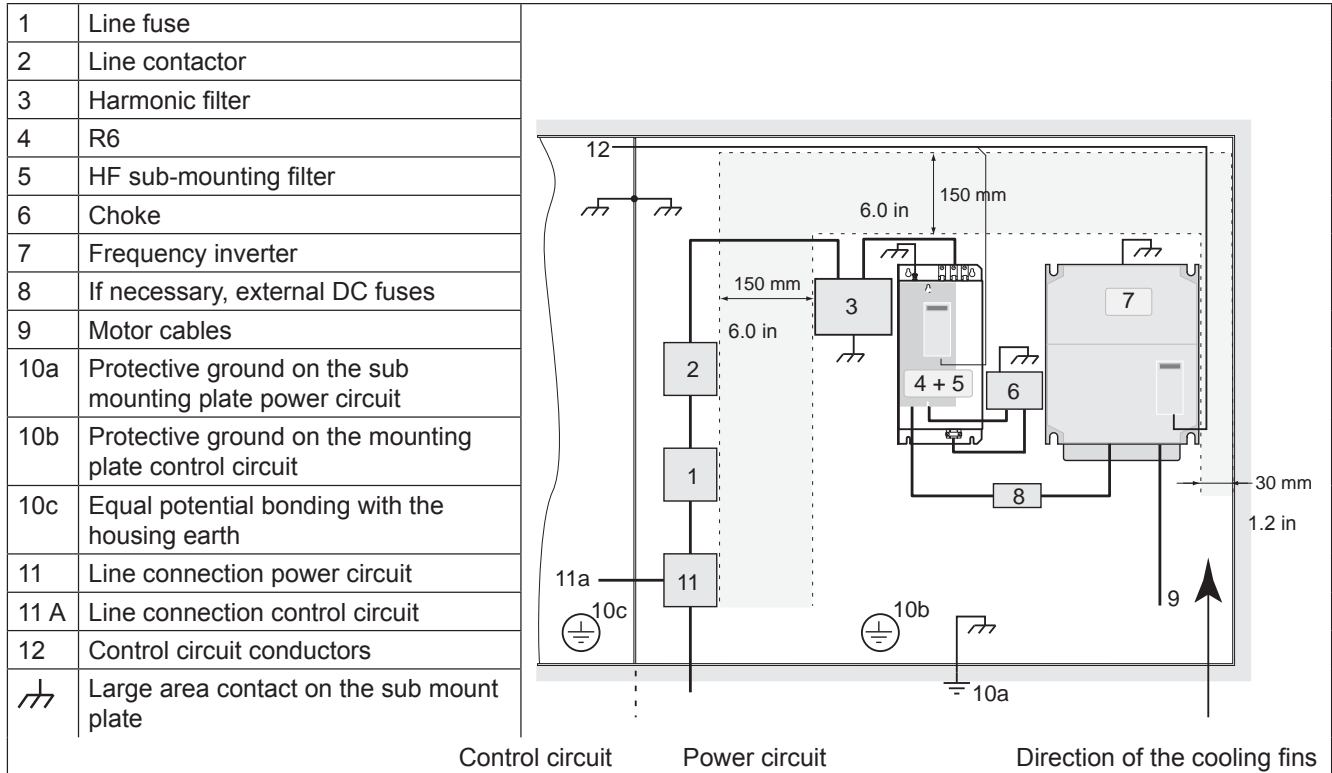 1 Line fuse
2 Line contactor
3 Harmonic filter
4 R6
5 HF sub-mounting filter
6 Choke
7 Frequency inverter
8 If necessary, external DC fuses
9 Motor cables
10a Protective ground on the sub
mounting plate power circuit
10b Protective ground on the mounting
plate control circuit
10c Equal potential bonding with the
housing earth
11 Line connection power circuit
11 A Line connection control circuit
12 Control circuit conductors
Large area contact on the sub mount
plate
12
150 mm
6.0 in
150 mm
6.0 in
3
7
2
4 + 5
6
1
8
30 mm
1.2 in
11a
11
9
10c
10b
10a
Control circuit
Power circuit
Direction of the cooling fins